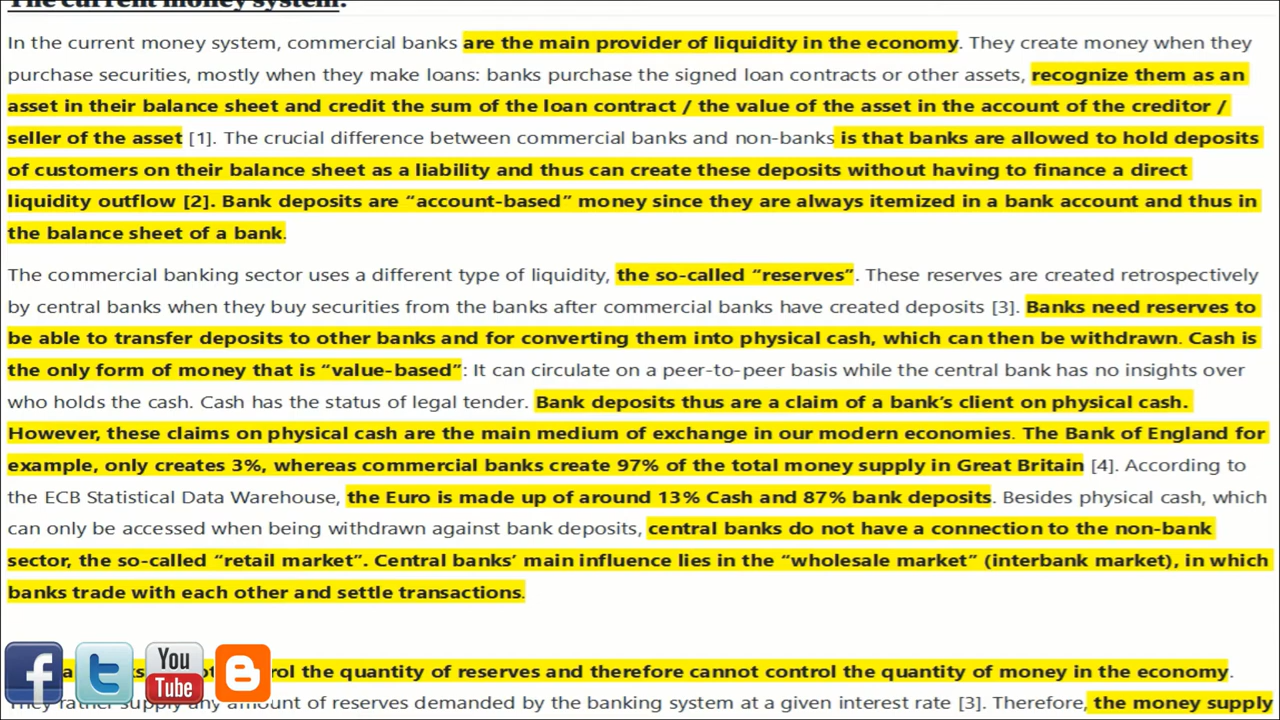 The current money system:
In the current money system, commercial banks are the main provider of liquidity in the economy. They create money when they
purchase securities, mostly when they make loans: banks purchase the signed loan contracts or other assets, recognize them as an
asset in their balance sheet and credit the sum of the loan contract / the value of the asset in the account of the creditor /
seller of the asset [1]. The crucial difference between commercial banks and non-banks is that banks are allowed to hold deposits
of customers on their balance sheet as a liability and thus can create these deposits without having to finance a direct
liquidity outflow [2]. Bank deposits are “account-based” money since they are always itemized in a bank account and thus in
the balance sheet of a bank.
The commercial banking sector uses a different type of liquidity, the so-called “reserves”. These reserves are created retrospectively
by central banks when they buy securities from the banks after commercial banks have created deposits [3]. Banks need reserves to
be able to transfer deposits to other banks and for converting them into physical cash, which can then be withdrawn. Cash is
the only form of money that is “value-based”: It can circulate on a peer-to-peer basis while the central bank has no insights over
who holds the cash. Cash has the status of legal tender. Bank deposits thus are a claim of a bank’s client on physical cash.
However, these claims on physical cash are the main medium of exchange in our modern economies. The Bank of England for
example, only creates 3%, whereas commercial banks create 97% of the total money supply in Great Britain [4]. According to
the ECB Statistical Data Warehouse, the Euro is made up of around 13% Cash and 87% bank deposits. Besides physical cash, which
can only be accessed when being withdrawn against bank deposits, central banks do not have a connection to the non-bank
sector, the so-called “retail market”. Central banks’ main influence lies in the “wholesale market” (interbank market), in which
banks trade with each other and settle transactions.
rol the quantity of reserves and therefore cannot control the quantity of money in the economy.
They rather supply any amount of reserves demanded by the banking system at a given interest rate [3]. Therefore, the money supply
You
Tube